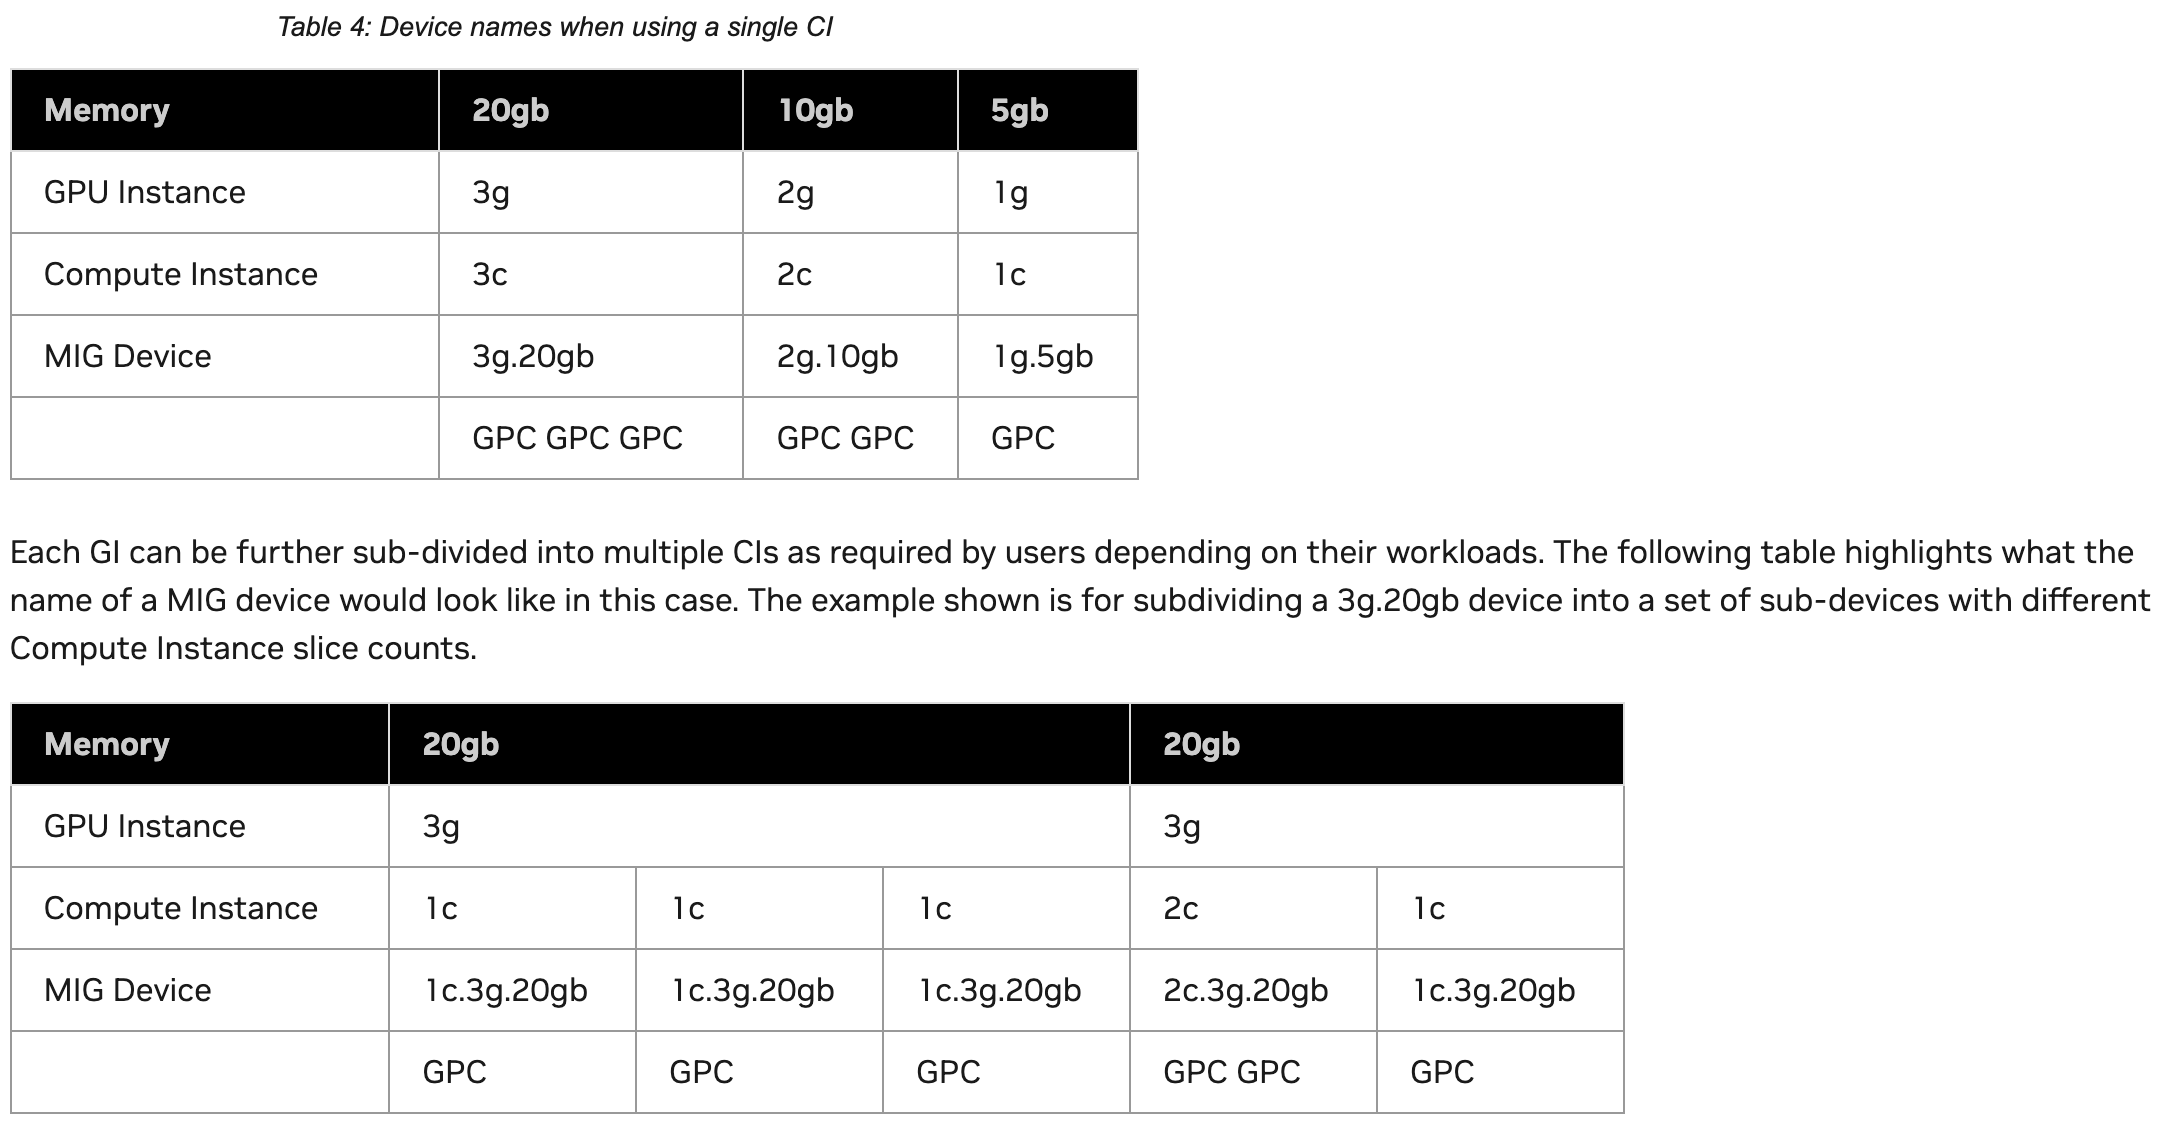 Table 4: Device names when using a single CI
Memory 20gb 10gb 5gb
GPU Instance 3g 2g 1g
Compute Instance 3c 2c 1c
MIG Device 3g.20gb 2g.10gb 1g.5gb
GPC GPC GPC GPC GPC GPC
Each GI can be further sub-divided into multiple CIs as required by users depending on their workloads. The following table highlights what the
name of a MIG device would look like in this case. The example shown is for subdividing a 3g.20gb device into a set of sub-devices with different
Compute Instance slice counts.
Memory 20gb 20gb
GPU Instance 3g 3g
Compute Instance 1c 1c 1c 2c 1c
MIG Device 1c.3g.20gb 1c.3g.20gb 1c.3g.20gb 2c.3g.20gb 1c.3g.20gb
GPC GPC GPC GPC GPC GPC